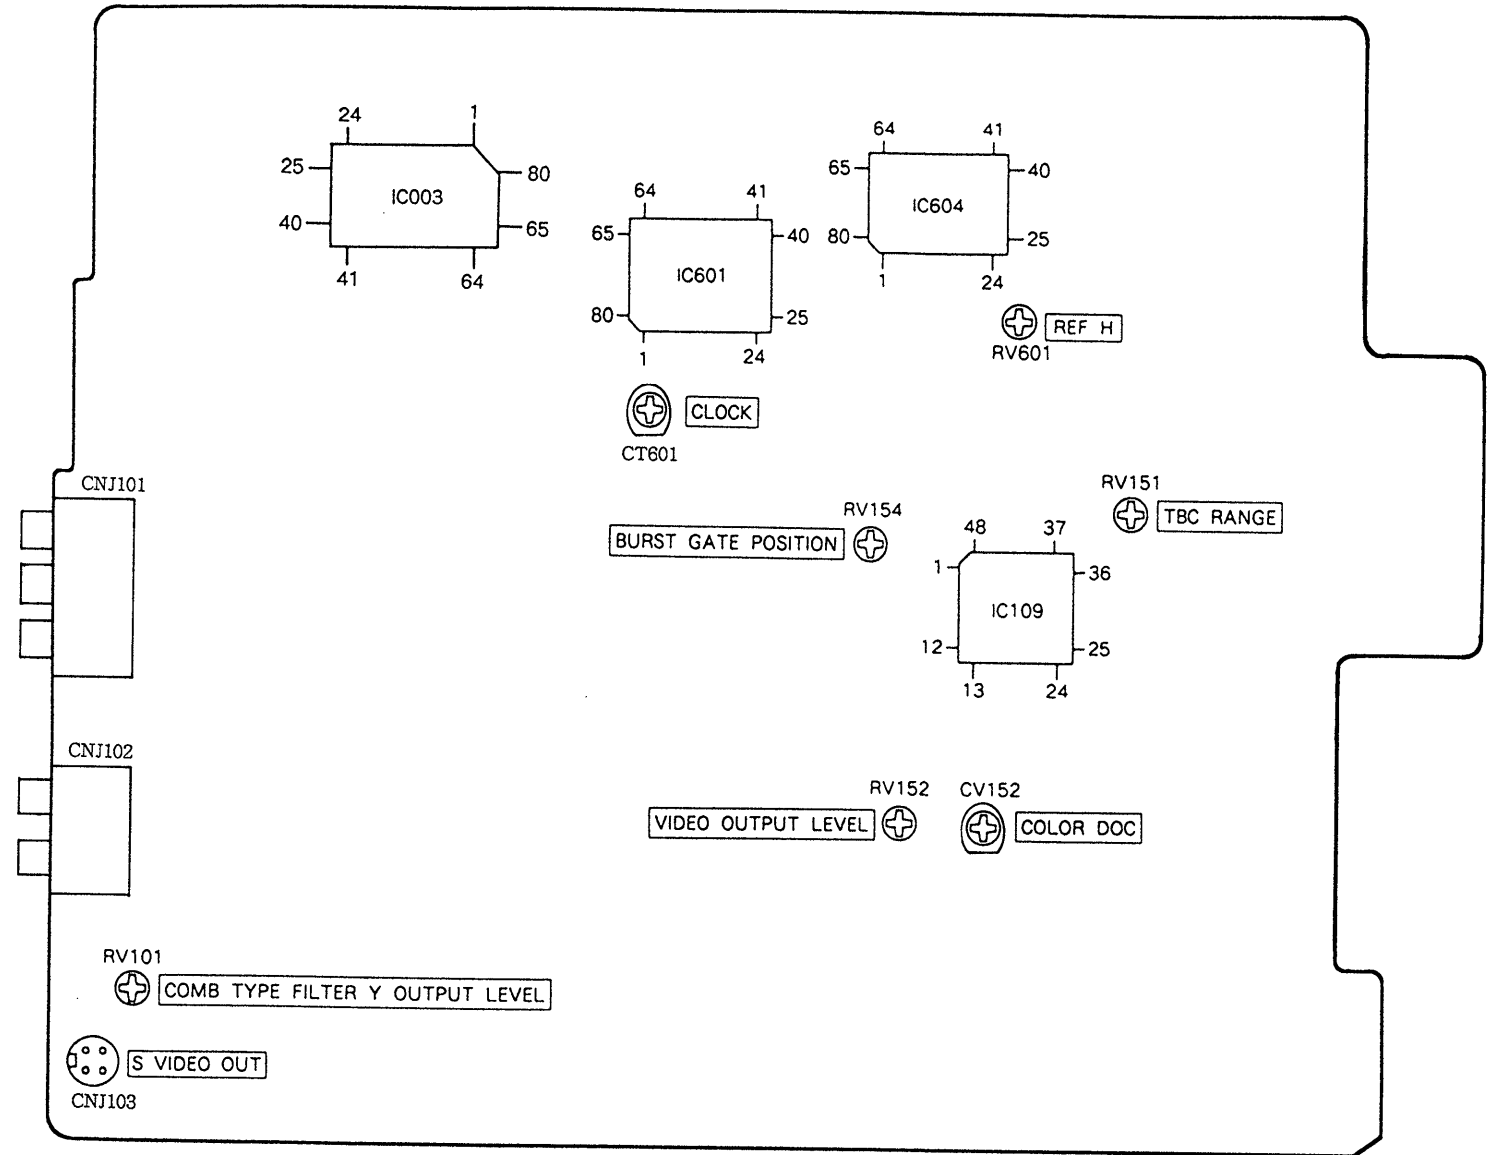 24 1
25 IC003 80
40 65
41 64
64 41
65 40
IC601
80 25
1 24
64 41
65 40
IC604
80 25
1 24
RV601 REF H
CLOCK
CT601
CNJ101
RV151
TBC RANGE
RV154
BURST GATE POSITION
48 37
1 36
IC109
12 25
13 24
CNJ102
RV152 CV152
VIDEO OUTPUT LEVEL COLOR DOC
RV101
COMB TYPE FILTER Y OUTPUT LEVEL
S VIDEO OUT
CNJ103